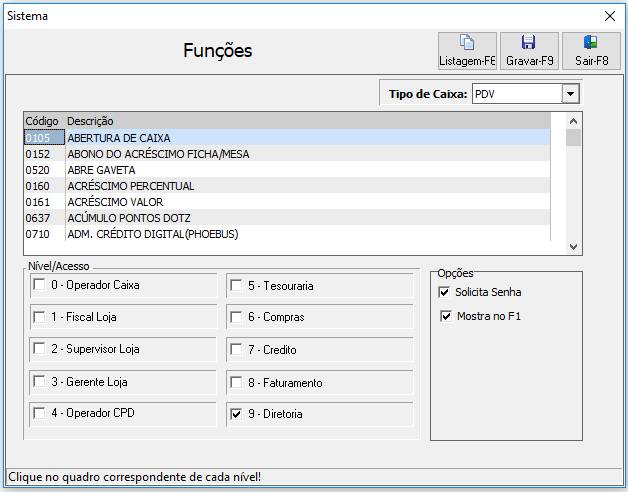 Sistema
Funções
Listagem-F6
Gravar-F9
Sair-F8
Tipo de Caixa: PDV
Código Descrição
0105 ABERTURA DE CAIXA
0152 ABONO DO ACRÉSCIMO FICHA/MESA
0520 ABRE GAVETA
0160 ACRÉSCIMO PERCENTUAL
0161 ACRÉSCIMO VALOR
0637 ACÚMULO PONTOS DOTZ
0710 ADM. CRÉDITO DIGITAL(PHOEBUS)
Nível/Acesso
0 - Operador Caixa
1 - Fiscal Loja
2 - Supervisor Loja
3 - Gerente Loja
4 - Operador CPD
5 - Tesouraria
6 - Compras
7 - Credito
8 - Faturamento
9 - Diretoria
Opções
Solicita Senha
Mostra no F1
Clique no quadro correspondente de cada nível!